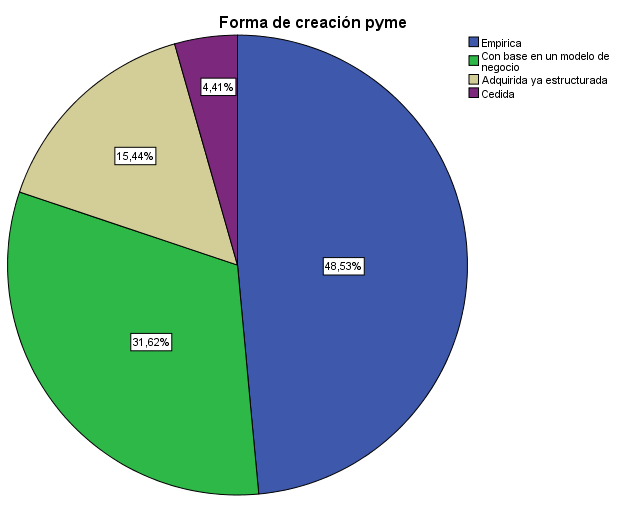 Forma de creación pyme
Empirica
Con base en un modelo de
negocio
Adquirida ya estructurada
Cedida
4,41%
15,44%
48,53%
31,62%